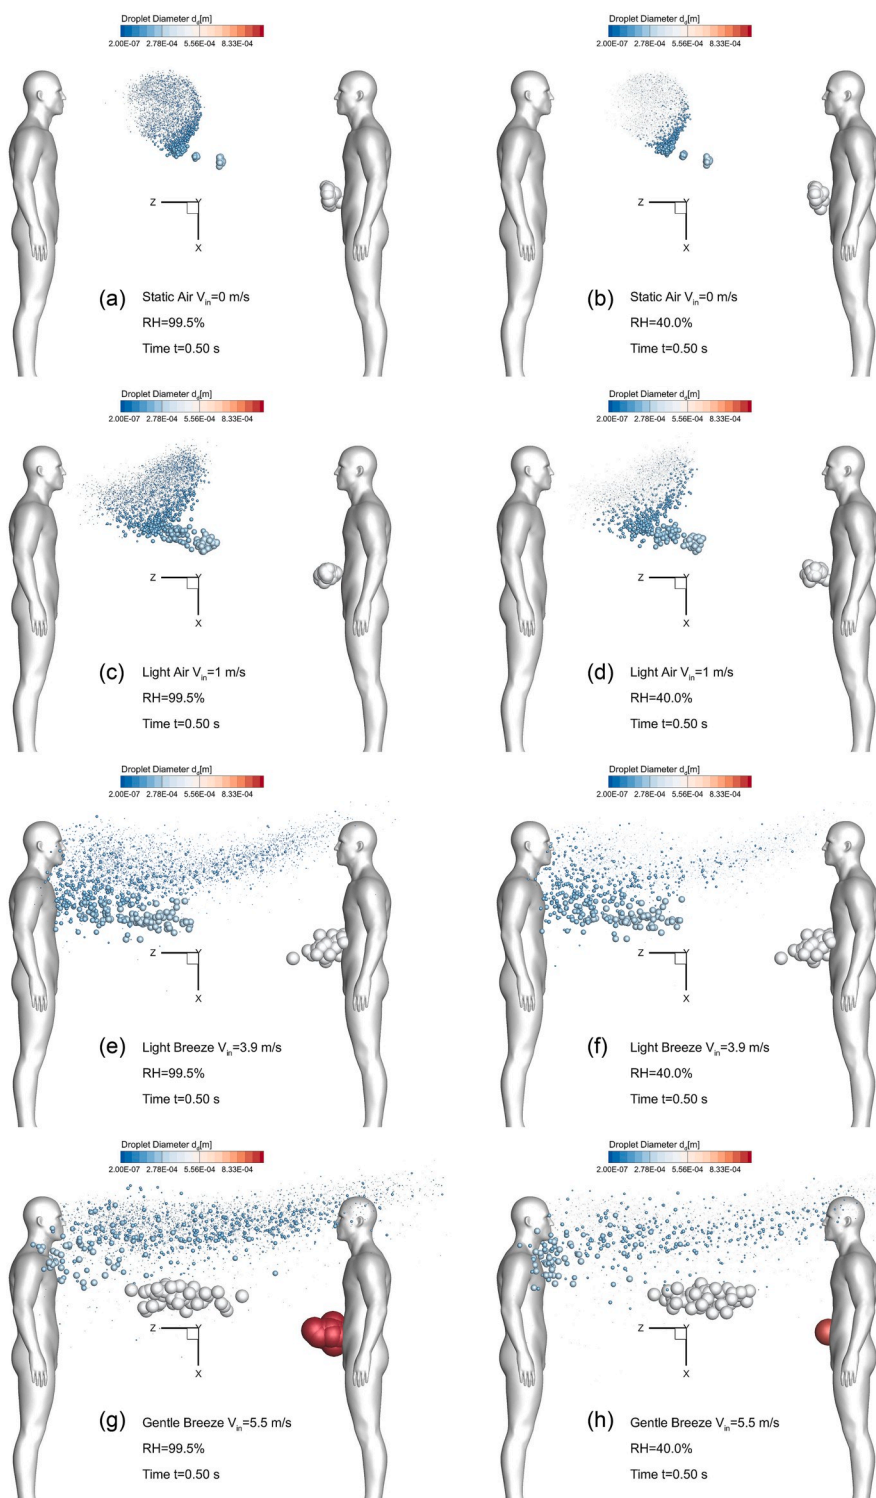 Droplet Diameter d_d[m]
2.00E-07 2.78E-04 5.56E-04 8.33E-04
Z Y
X
(a) Static Air V_in=0 m/s
RH=99.5%
Time t=0.50 s
Droplet Diameter d_d[m]
2.00E-07 2.78E-04 5.56E-04 8.33E-04
Z Y
X
(b) Static Air V_in=0 m/s
RH=40.0%
Time t=0.50 s
Droplet Diameter d_d[m]
2.00E-07 2.78E-04 5.56E-04 8.33E-04
Z Y
X
(c) Light Air V_in=1 m/s
RH=99.5%
Time t=0.50 s
Droplet Diameter d_d[m]
2.00E-07 2.78E-04 5.56E-04 8.33E-04
Z Y
X
(d) Light Air V_in=1 m/s
RH=40.0%
Time t=0.50 s
Droplet Diameter d_d[m]
2.00E-07 2.78E-04 5.56E-04 8.33E-04
Z Y
X
(e) Light Breeze V_in=3.9 m/s
RH=99.5%
Time t=0.50 s
Droplet Diameter d_d[m]
2.00E-07 2.78E-04 5.56E-04 8.33E-04
Z Y
X
(f) Light Breeze V_in=3.9 m/s
RH=40.0%
Time t=0.50 s
Droplet Diameter d_d[m]
2.00E-07 2.78E-04 5.56E-04 8.33E-04
Z Y
X
(g) Gentle Breeze V_in=5.5 m/s
RH=99.5%
Time t=0.50 s
Droplet Diameter d_d[m]
2.00E-07 2.78E-04 5.56E-04 8.33E-04
Z Y
X
(h) Gentle Breeze V_in=5.5 m/s
RH=40.0%
Time t=0.50 s